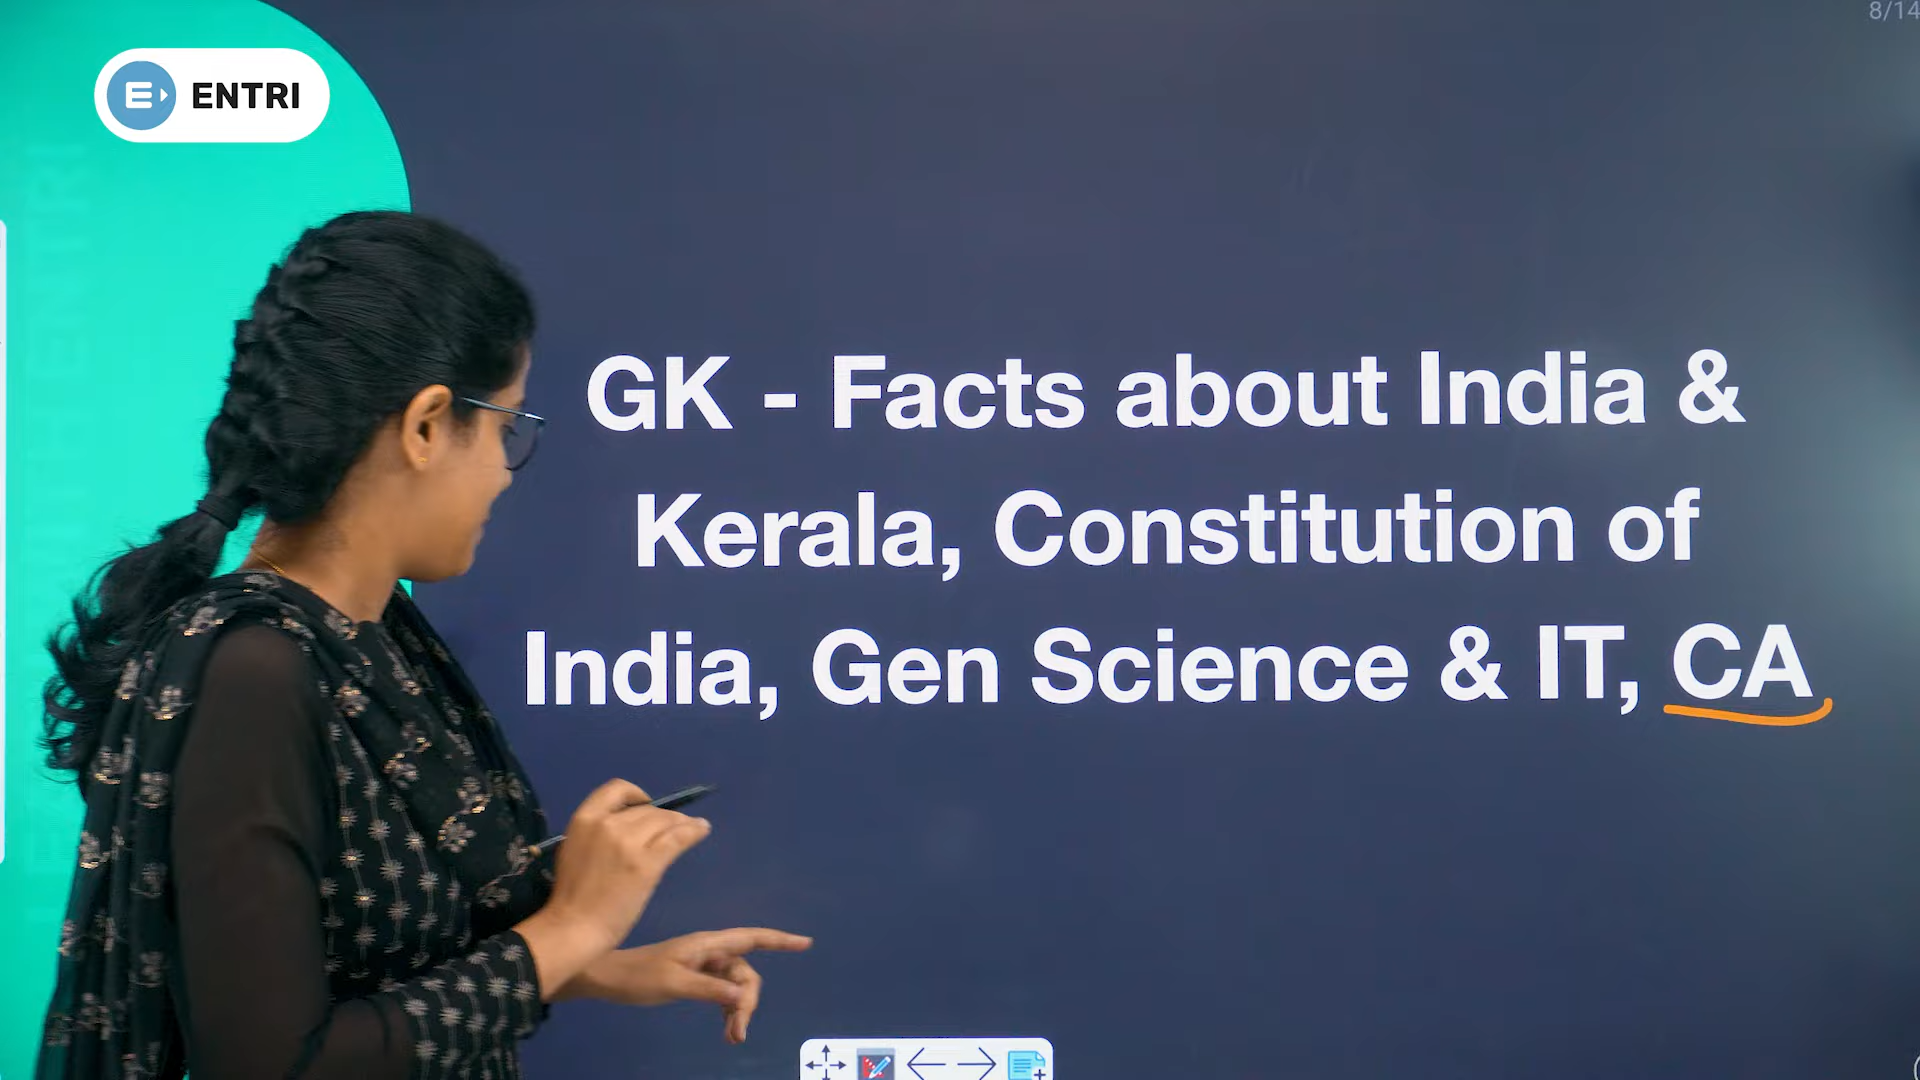 8/14
ENTRI
GK - Facts about India &
Kerala, Constitution of
India, Gen Science & IT, CA